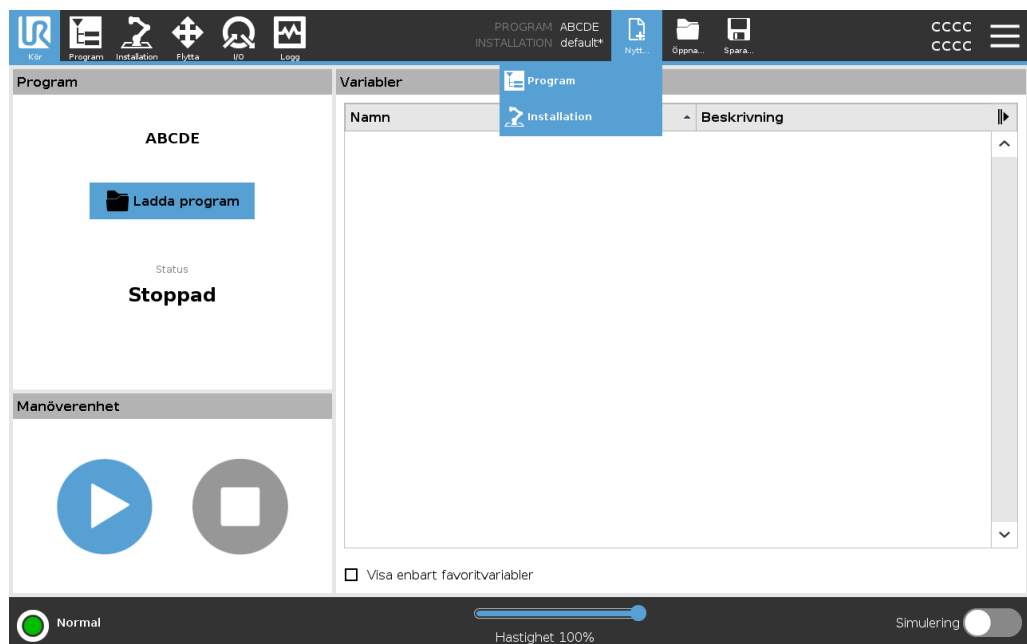 UR
Kör
Program
Installation
Flytta
I/O
Logg
PROGRAM ABCDE
INSTALLATION default*
Nytt...
Öppna...
Spara...
CCCC
CCCC
Program
Installation
Program
ABCDE
Ladda program
Status
Stoppad
Manöverenhet
Variabler
Namn
Beskrivning
Visa enbart favoritvariabler
Normal
Hastighet 100%
Simulering